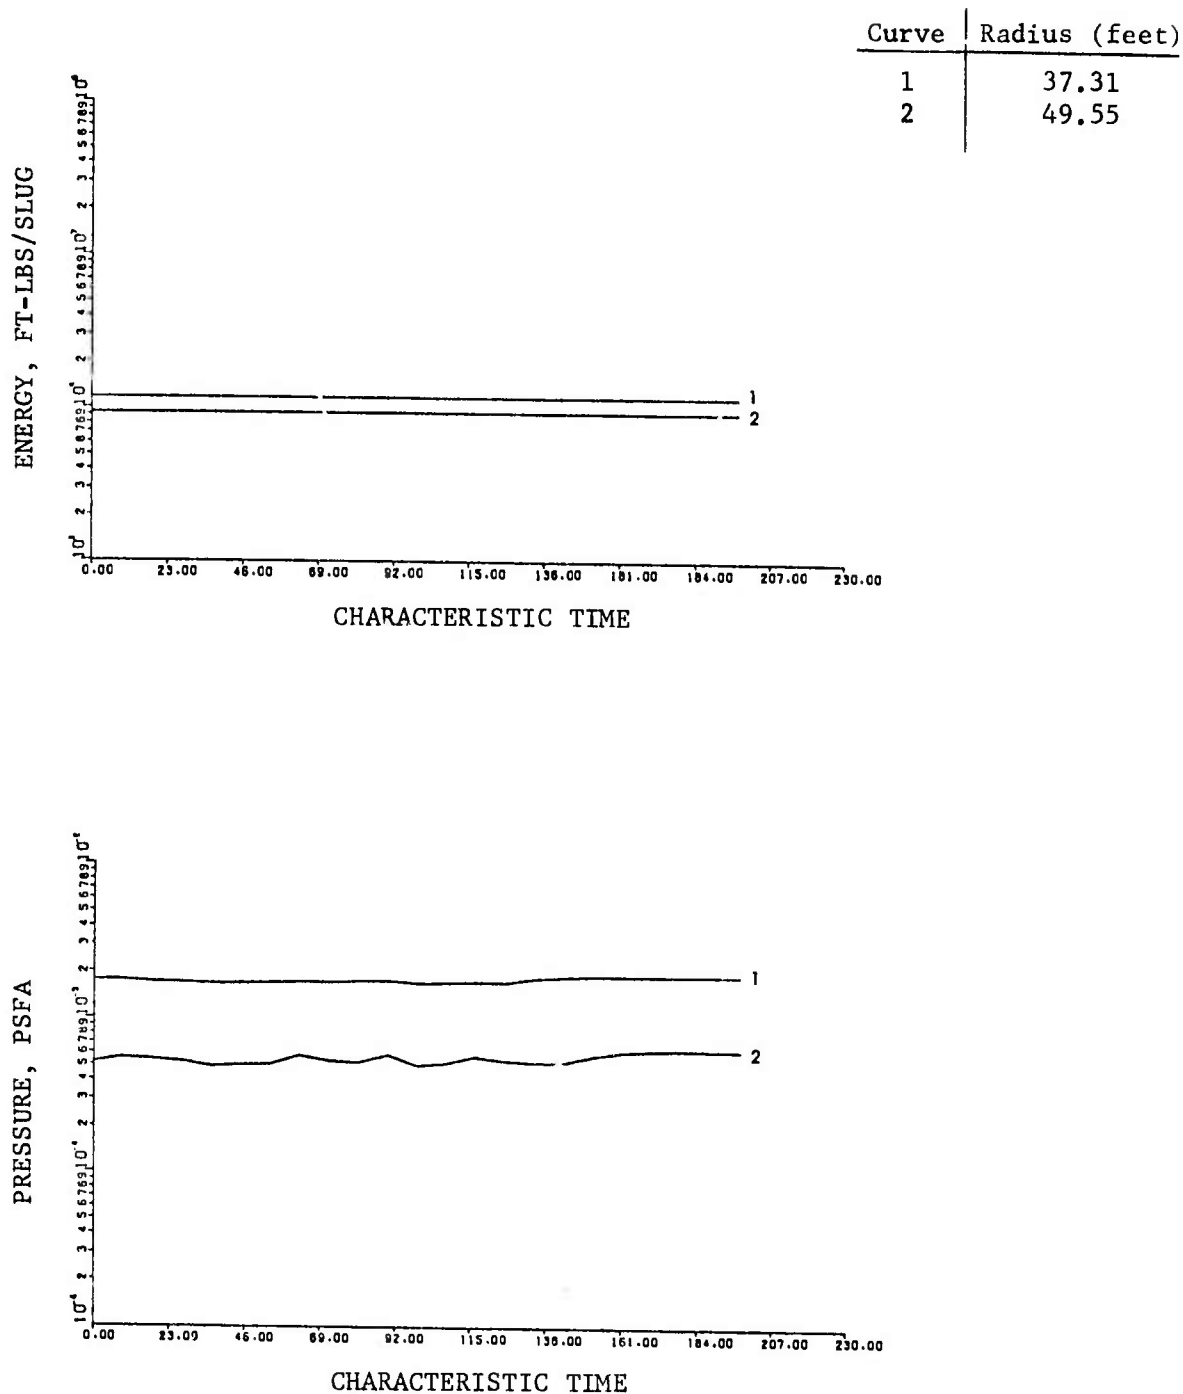 Curve Radius (feet)
1 37.31
2 49.55
ENERGY, FT-LBS/SLUG
1
2
0.00 23.00 46.00 69.00 92.00 115.00 136.00 161.00 184.00 207.00 230.00
CHARACTERISTIC TIME
PRESSURE, PSFA
1
2
0.00 23.00 46.00 69.00 92.00 115.00 136.00 161.00 184.00 207.00 230.00
CHARACTERISTIC TIME